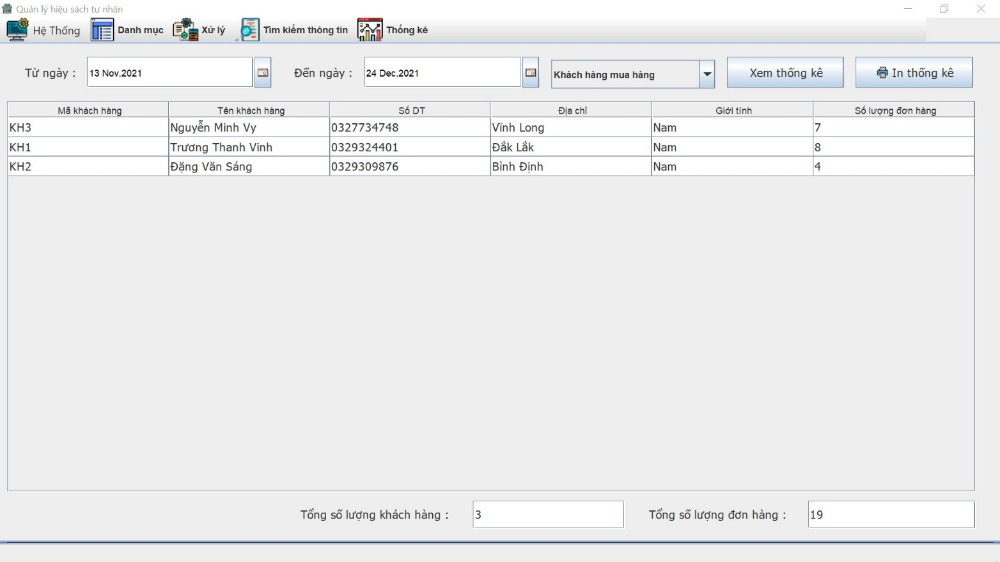 Quản lý hiệu sách tư nhân
Hệ Thống Danh mục Xử lý Tìm kiếm thông tin Thống kê
Từ ngày : 13 Nov,2021 Đến ngày : 24 Dec,2021 Khách hàng mua hàng Xem thống kê In thống kê
Mã khách hàng Tên khách hàng Số DT Địa chỉ Giới tính Số lượng đơn hàng
KH3 Nguyễn Minh Vy 0327734748 Vĩnh Long Nam 7
KH1 Trương Thanh Vinh 0329324401 Đắk Lắk Nam 8
KH2 Đặng Văn Sáng 0329309876 Bình Định Nam 4
Tổng số lượng khách hàng : 3 Tổng số lượng đơn hàng : 19